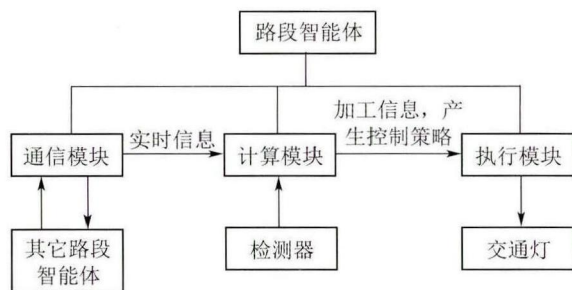 路段智能体
加工信息，产
生控制策略
实时信息
通信模块
计算模块
执行模块
其它路段
智能体
检测器
交通灯